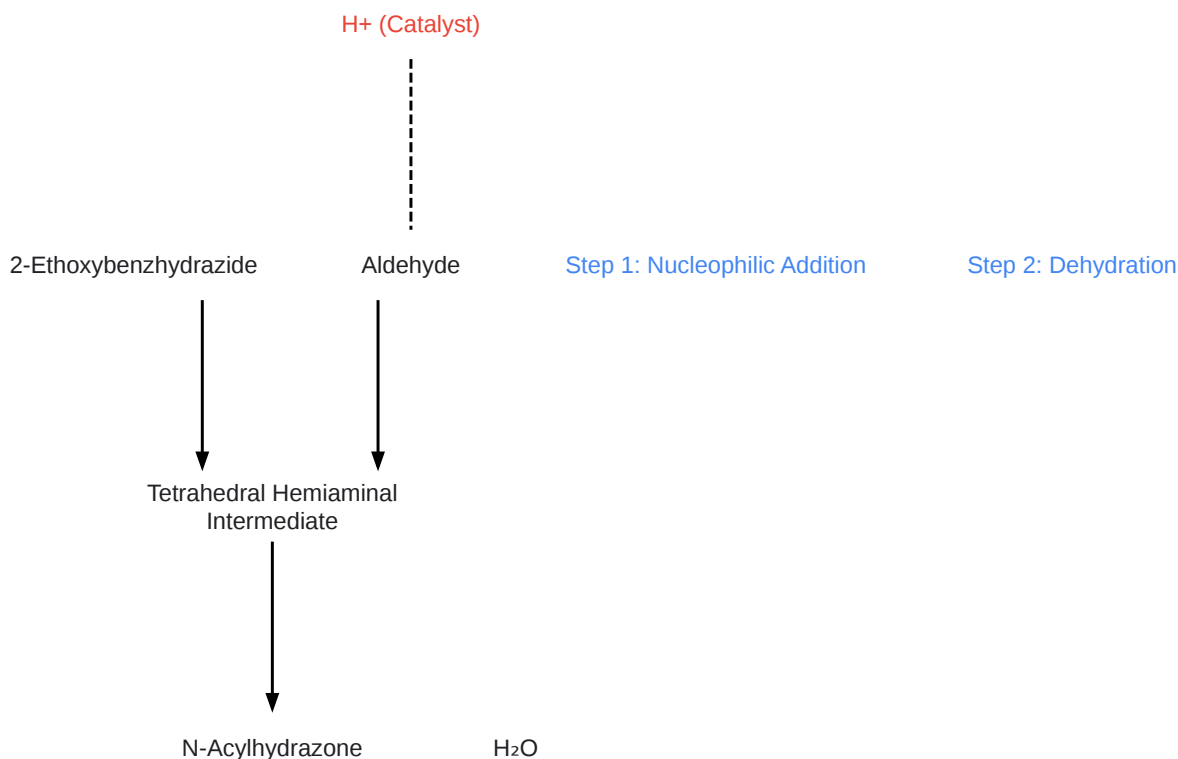 H+ (Catalyst)
2-Ethoxybenzhydrazide
Aldehyde
Step 1: Nucleophilic Addition
Step 2: Dehydration
Tetrahedral Hemiaminal
Intermediate
N-Acylhydrazone
H₂O